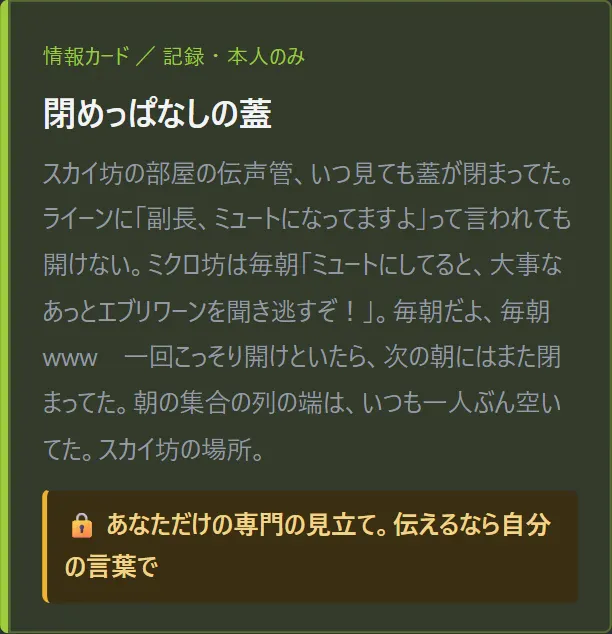 情報カード ／ 記録・本人のみ
閉めっぱなしの蓋
スカイ坊の部屋の伝声管、いつ見ても蓋が閉まってた。
ライーンに「副長、ミュートになってますよ」って言われても
開けない。ミクロ坊は毎朝「ミュートにしてると、大事な
あっとエブリワーンを聞き逃すぞ！」。毎朝だよ、毎朝
www　一回こっそり開けといたら、次の朝にはまた閉
まってた。朝の集合の列の端は、いつも一人ぶん空い
てた。スカイ坊の場所。
🔒 あなただけの専門の見立て。伝えるなら自分
の言葉で